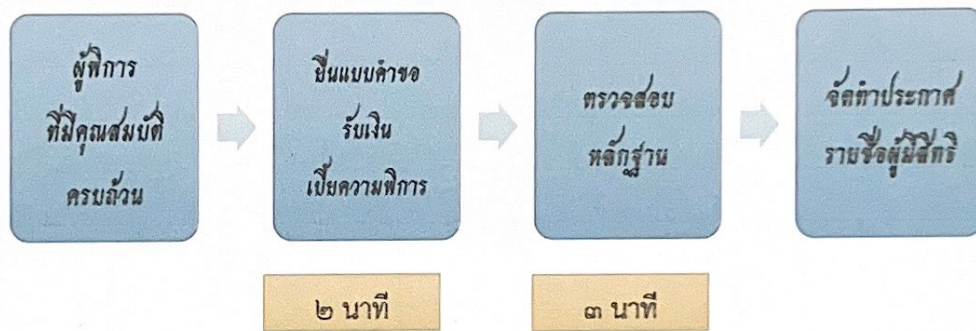 ผู้พิการ
ที่มีคุณสมบัติ
ครบถ้วน
ยื่นแบบคำขอ
รับเงิน
เบี้ยความพิการ
ตรวจสอบ
หลักฐาน
จัดทำประกาศ
รายชื่อผู้มีสิทธิ
๒ นาที
๓ นาที